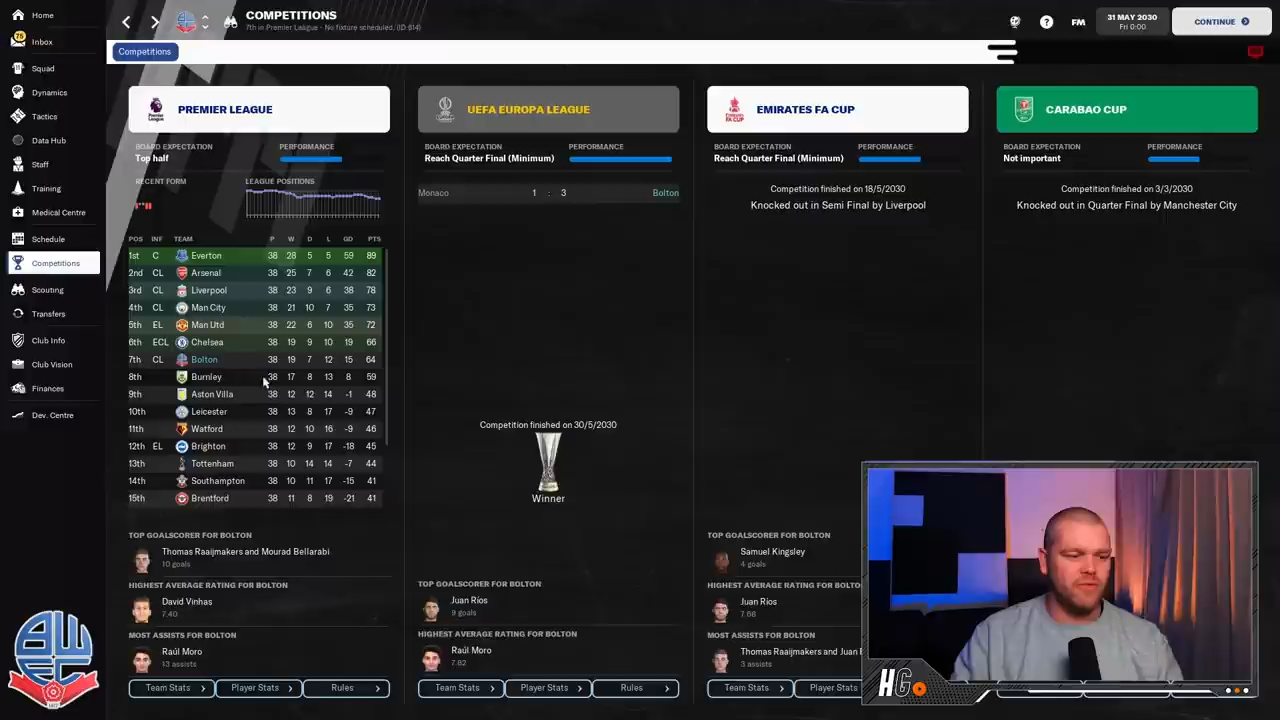 COMPETITIONS
7th in Premier League - No fixture scheduled. (ID: 614)
FM
31 MAY 2030
Fri 0:00
CONTINUE
Home
75
Inbox
Squad
Dynamics
Tactics
Data Hub
Staff
Training
Medical Centre
Schedule
Competitions
Scouting
Transfers
Club Info
Club Vision
Finances
Dev. Centre
Competitions
PREMIER LEAGUE
BOARD EXPECTATION PERFORMANCE
Top half
RECENT FORM LEAGUE POSITIONS
POS INF TEAM P W D L GD PTS
1st C Everton 38 28 5 5 59 89
2nd CL Arsenal 38 25 7 6 42 82
3rd CL Liverpool 38 23 9 6 38 78
4th CL Man City 38 21 10 7 35 73
5th EL Man Utd 38 22 6 10 35 72
6th ECL Chelsea 38 19 9 10 19 66
7th CL Bolton 38 19 7 12 15 64
8th Burnley 38 17 8 13 8 59
9th Aston Villa 38 12 12 14 -1 48
10th Leicester 38 13 8 17 -9 47
11th Watford 38 12 10 16 -9 46
12th EL Brighton 38 12 9 17 -18 45
13th Tottenham 38 10 14 14 -7 44
14th Southampton 38 10 11 17 -15 41
15th Brentford 38 11 8 19 -21 41
TOP GOALSCORER FOR BOLTON
Thomas Raaijmakers and Mourad Bellarabi
10 goals
HIGHEST AVERAGE RATING FOR BOLTON
David Vinhas
7.40
MOST ASSISTS FOR BOLTON
Raúl Moro
13 assists
Team Stats Player Stats Rules
UEFA EUROPA LEAGUE
BOARD EXPECTATION PERFORMANCE
Reach Quarter Final (Minimum)
Monaco 1 : 3 Bolton
Competition finished on 30/5/2030
Winner
TOP GOALSCORER FOR BOLTON
Juan Ríos
9 goals
HIGHEST AVERAGE RATING FOR BOLTON
Raúl Moro
7.82
Team Stats Player Stats Rules
EMIRATES FA CUP
BOARD EXPECTATION PERFORMANCE
Reach Quarter Final (Minimum)
Competition finished on 18/5/2030
Knocked out in Semi Final by Liverpool
TOP GOALSCORER FOR BOLTON
Samuel Kingsley
4 goals
HIGHEST AVERAGE RATING FOR BOLTO
Juan Ríos
MOST ASSISTS FOR BOLTON
Thomas Raaijmakers and Juan
3 assists
Team Stats Player Stats
CARABAO CUP
BOARD EXPECTATION PERFORMANCE
Not important
Competition finished on 3/3/2030
Knocked out in Quarter Final by Manchester City
HG